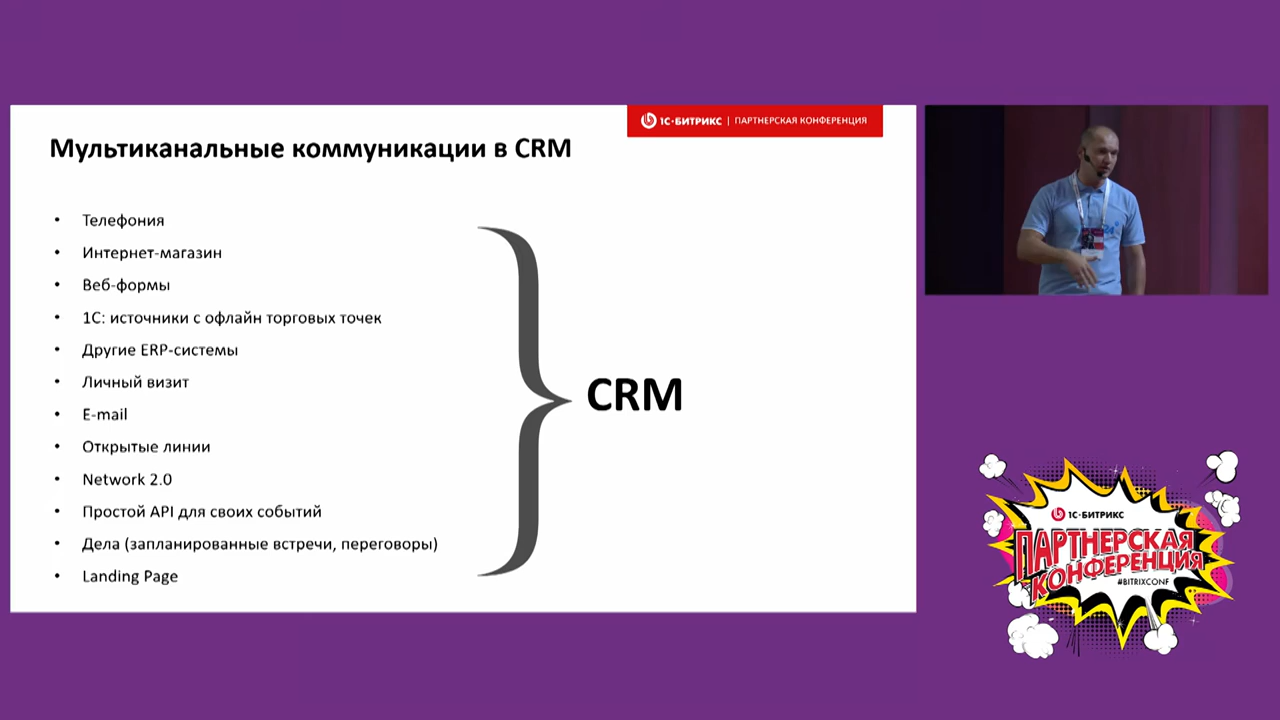 1С-БИТРИКС | ПАРТНЕРСКАЯ КОНФЕРЕНЦИЯ
Мультиканальные коммуникации в CRM
• Телефония
• Интернет-магазин
• Веб-формы
• 1С: источники с офлайн торговых точек
• Другие ERP-системы
• Личный визит
• E-mail
• Открытые линии
• Network 2.0
• Простой API для своих событий
• Дела (запланированные встречи, переговоры)
• Landing Page
CRM
24
1С-БИТРИКС
ПАРТНЕРСКАЯ
КОНФЕРЕНЦИЯ
#BITRIXCONF